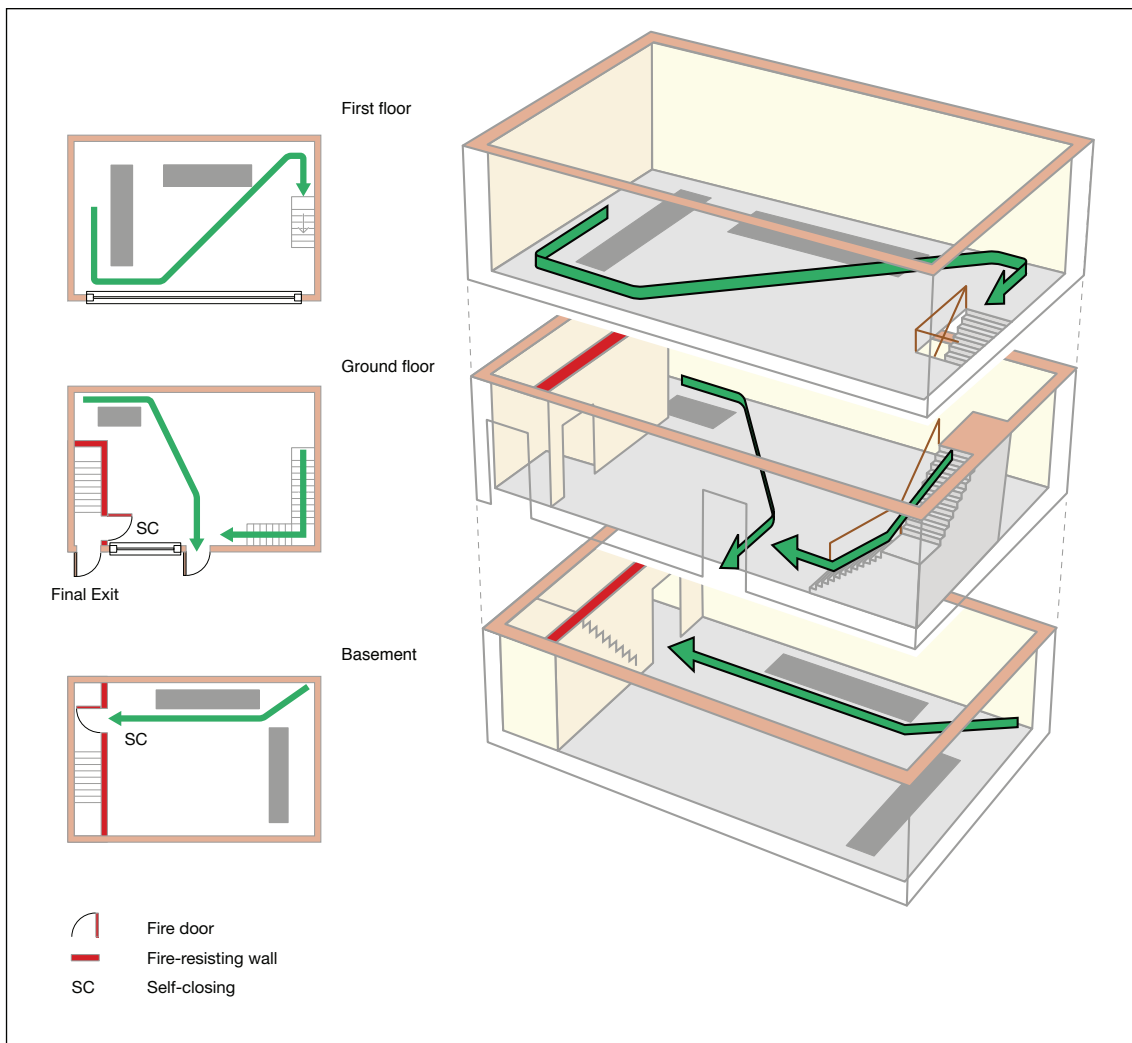 First floor
Ground floor
SC
Final Exit
Basement
SC
Fire door
Fire-resisting wall
SC Self-closing